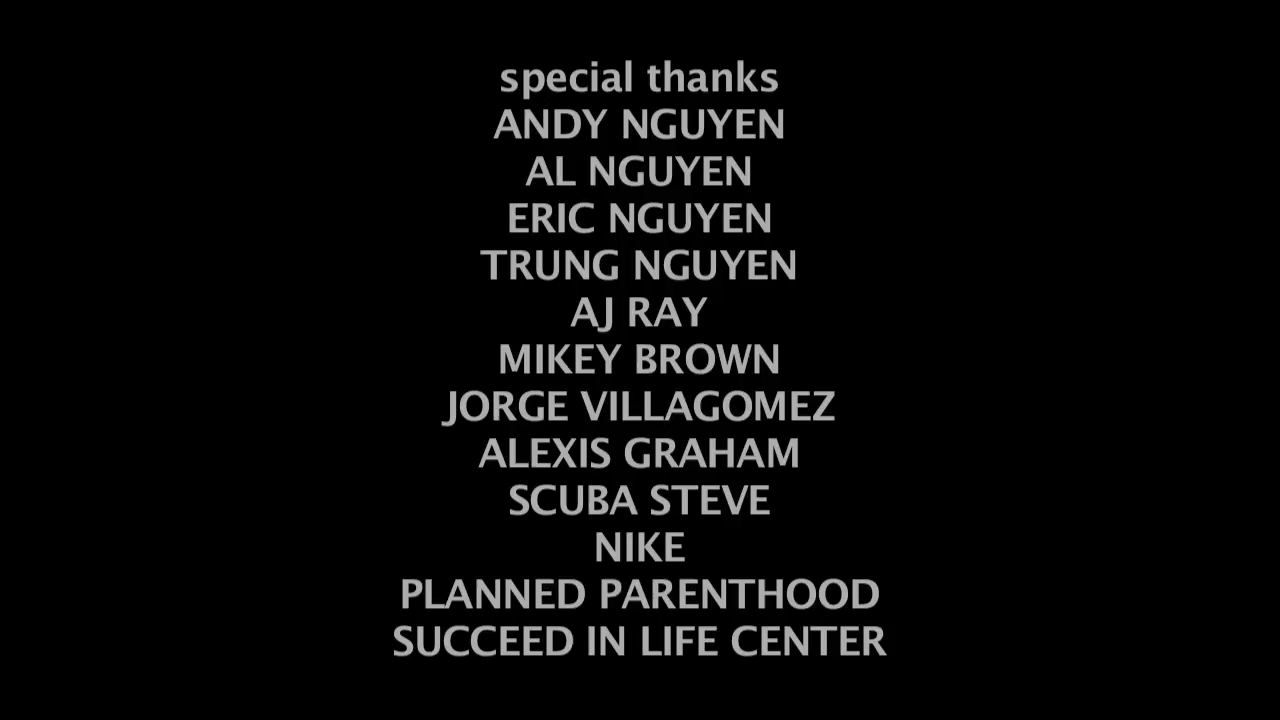 special thanks
ANDY NGUYEN
AL NGUYEN
ERIC NGUYEN
TRUNG NGUYEN
AJ RAY
MIKEY BROWN
JORGE VILLAGOMEZ
ALEXIS GRAHAM
SCUBA STEVE
NIKE
PLANNED PARENTHOOD
SUCCEED IN LIFE CENTER